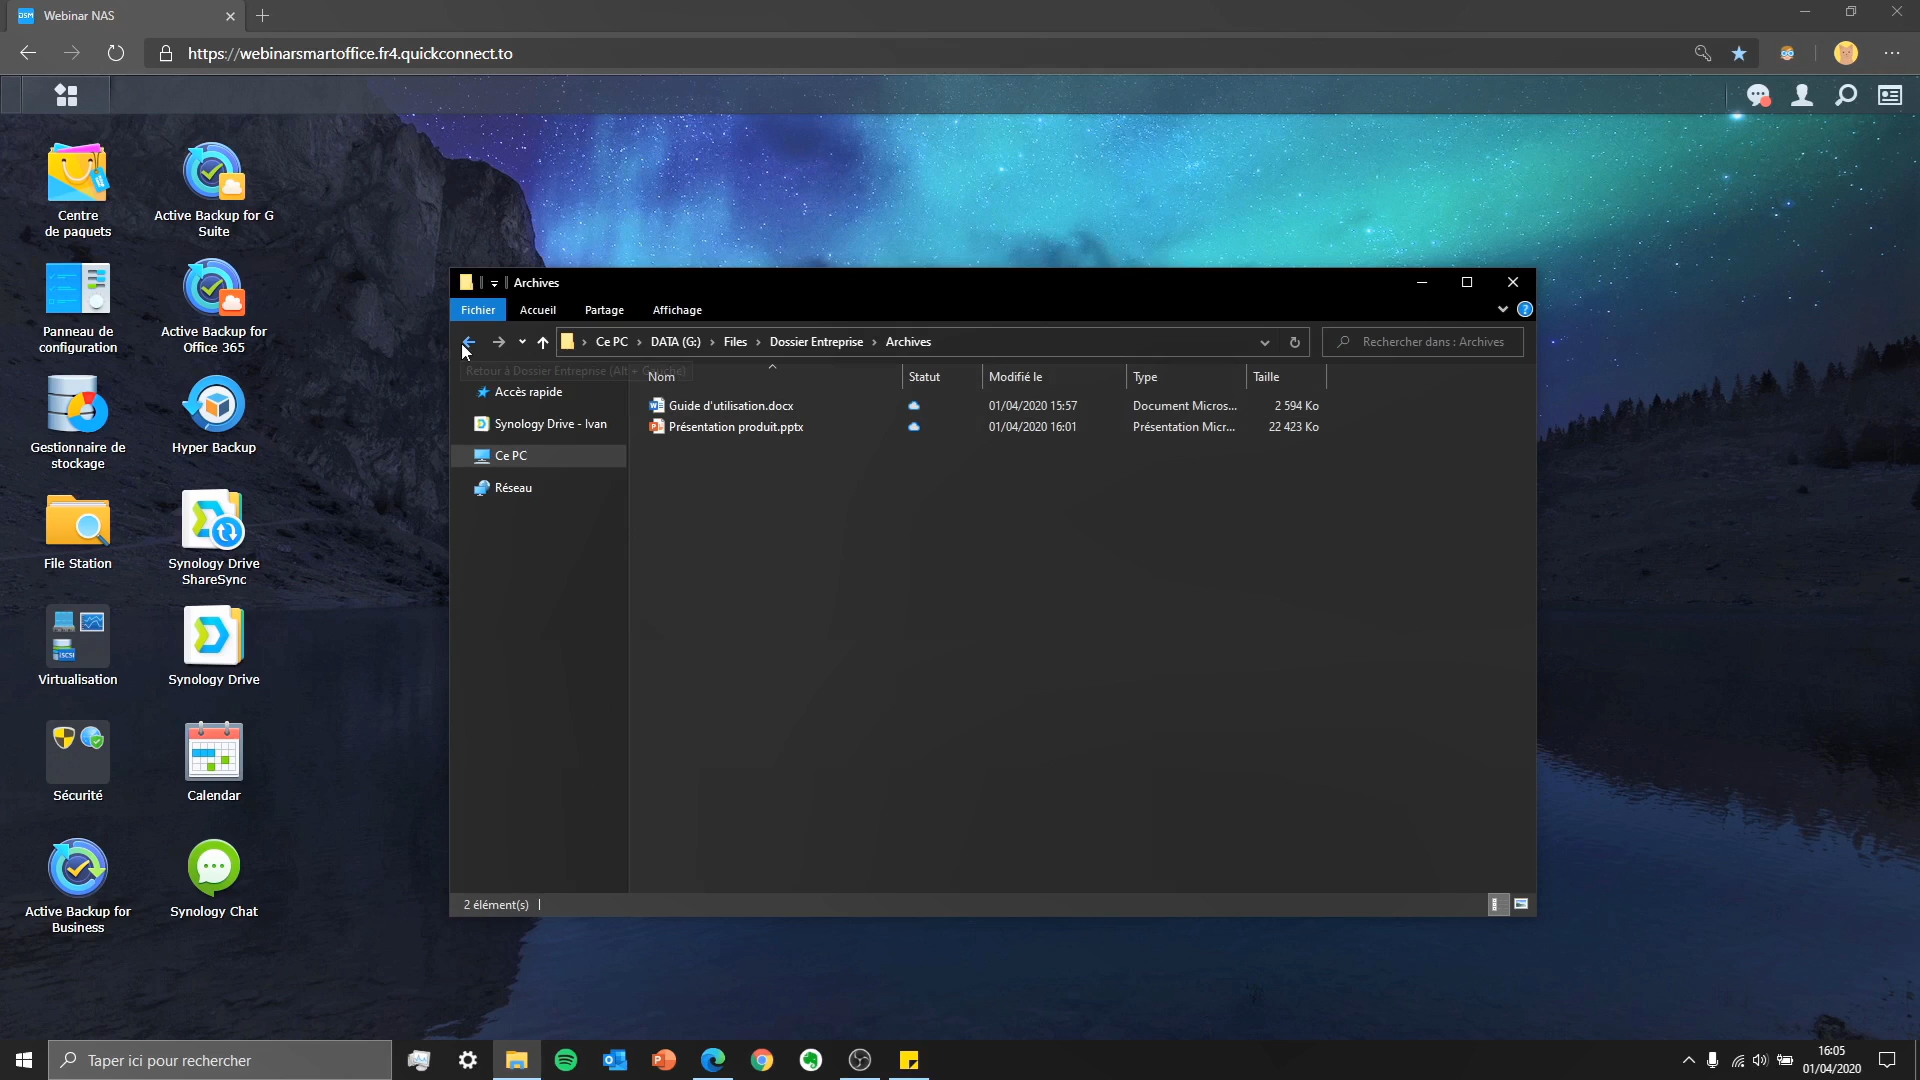 Webinar NAS
https://webinarsmartoffice.fr4.quickconnect.to
Centre
de paquets
Active Backup for G
Suite
Panneau de
configuration
Active Backup for
Office 365
Gestionnaire de
stockage
Hyper Backup
File Station
Synology Drive
ShareSync
Virtualisation
Synology Drive
Sécurité
Calendar
Active Backup for
Business
Synology Chat
Archives
Fichier Accueil Partage Affichage
Ce PC > DATA (G:) > Files > Dossier Entreprise > Archives
Rechercher dans : Archives
Retour à Dossier Entreprise (Alt + Gauche)
Nom Statut Modifié le Type Taille
Accès rapide
Synology Drive - Ivan
Ce PC
Réseau
Guide d'utilisation.docx 01/04/2020 15:57 Document Micros... 2 594 Ko
Présentation produit.pptx 01/04/2020 16:01 Présentation Micr... 22 423 Ko
2 élément(s)
Taper ici pour rechercher
16:05
01/04/2020